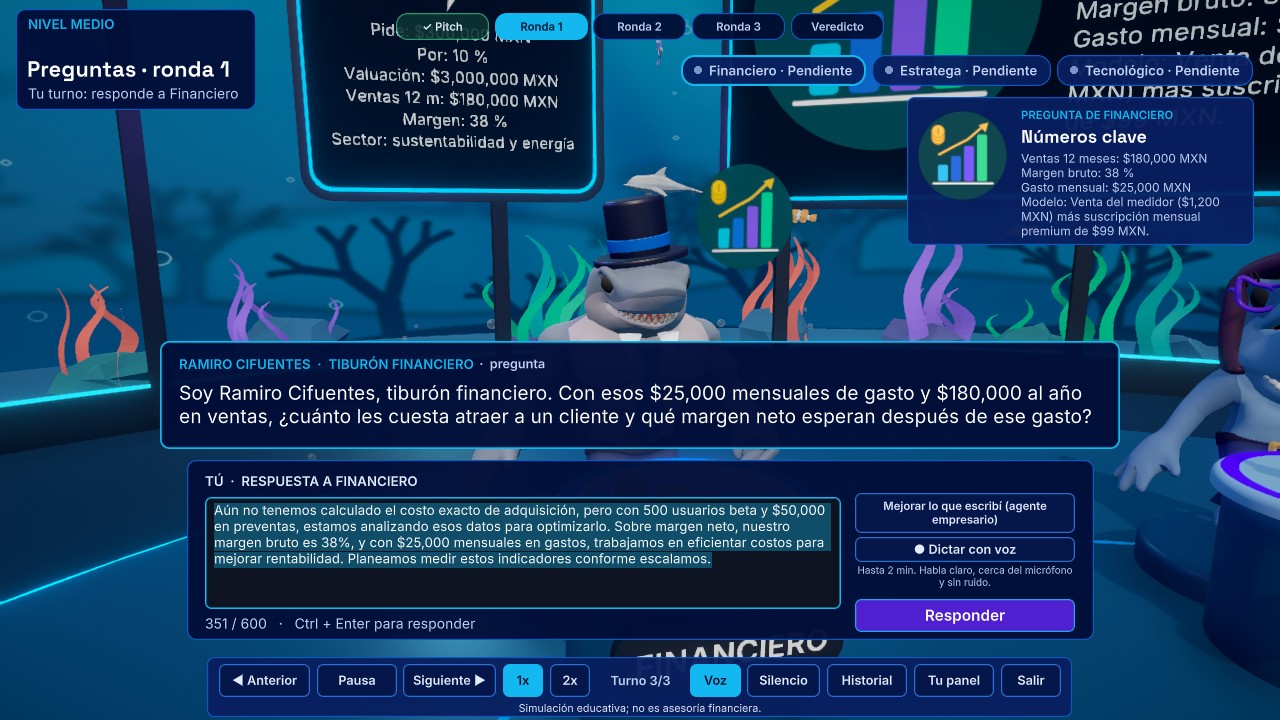 NIVEL MEDIO
Preguntas · ronda 1
Tu turno: responde a Financiero
✓ Pitch
Ronda 1
Ronda 2
Ronda 3
Veredicto
Financiero · Pendiente
Estratega · Pendiente
Tecnológico · Pendiente
Pide: $300,000 MXN
Por: 10 %
Valuación: $3,000,000 MXN
Ventas 12 m: $180,000 MXN
Margen: 38 %
Sector: sustentabilidad y energía
Margen bruto:
Gasto mensual:
PREGUNTA DE FINANCIERO
Números clave
Ventas 12 meses: $180,000 MXN
Margen bruto: 38 %
Gasto mensual: $25,000 MXN
Modelo: Venta del medidor ($1,200
MXN) más suscripción mensual
premium de $99 MXN.
RAMIRO CIFUENTES · TIBURÓN FINANCIERO · pregunta
Soy Ramiro Cifuentes, tiburón financiero. Con esos $25,000 mensuales de gasto y $180,000 al año
en ventas, ¿cuánto les cuesta atraer a un cliente y qué margen neto esperan después de ese gasto?
TÚ · RESPUESTA A FINANCIERO
Aún no tenemos calculado el costo exacto de adquisición, pero con 500 usuarios beta y $50,000
en preventas, estamos analizando esos datos para optimizarlo. Sobre margen neto, nuestro
margen bruto es 38%, y con $25,000 mensuales en gastos, trabajamos en eficientar costos para
mejorar rentabilidad. Planeamos medir estos indicadores conforme escalamos.
351 / 600 · Ctrl + Enter para responder
Mejorar lo que escribí (agente
empresario)
● Dictar con voz
Hasta 2 min. Habla claro, cerca del micrófono
y sin ruido.
Responder
FINANCIERO
◀ Anterior
Pausa
Siguiente ▶
1x
2x
Turno 3/3
Voz
Silencio
Historial
Tu panel
Salir
Simulación educativa; no es asesoría financiera.